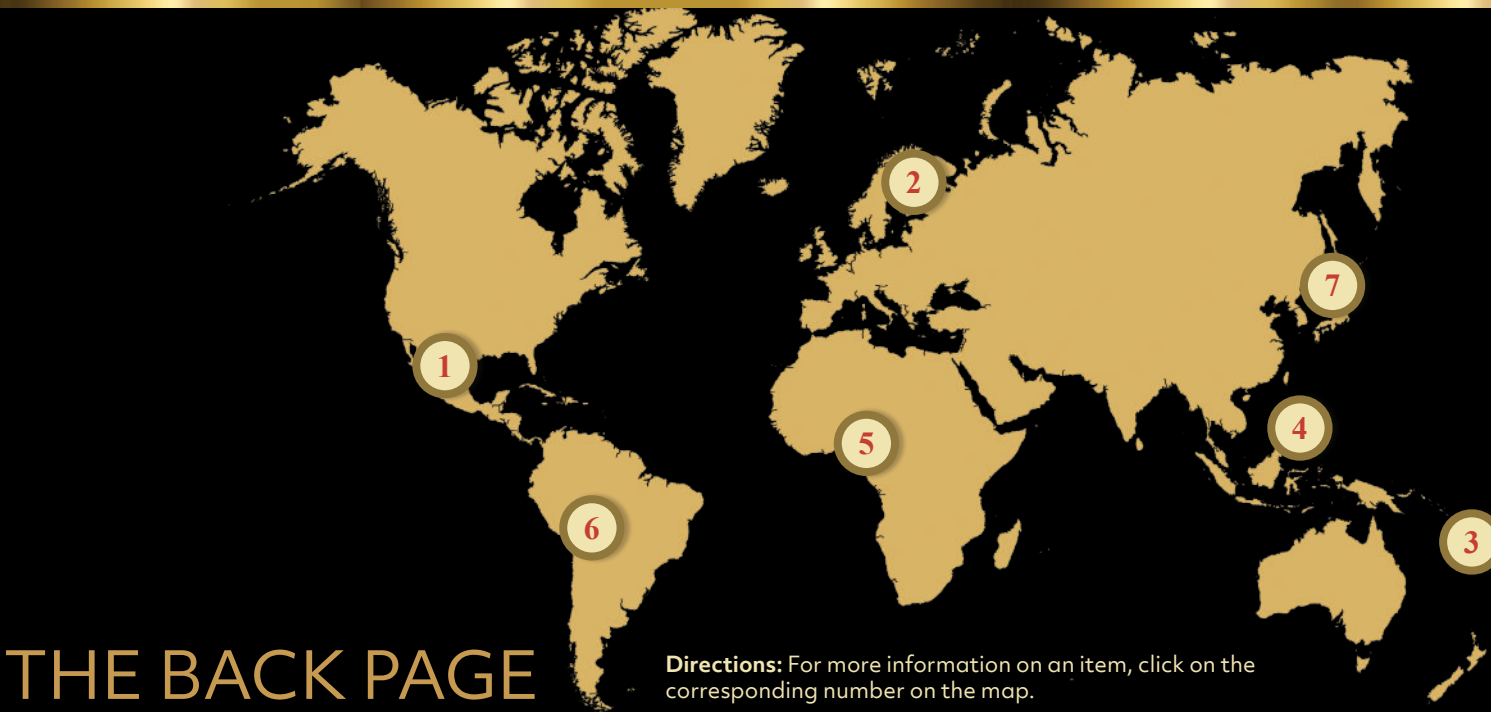 2
7
1
4
5
6
3
THE BACK PAGE
Directions: For more information on an item, click on the
corresponding number on the map.